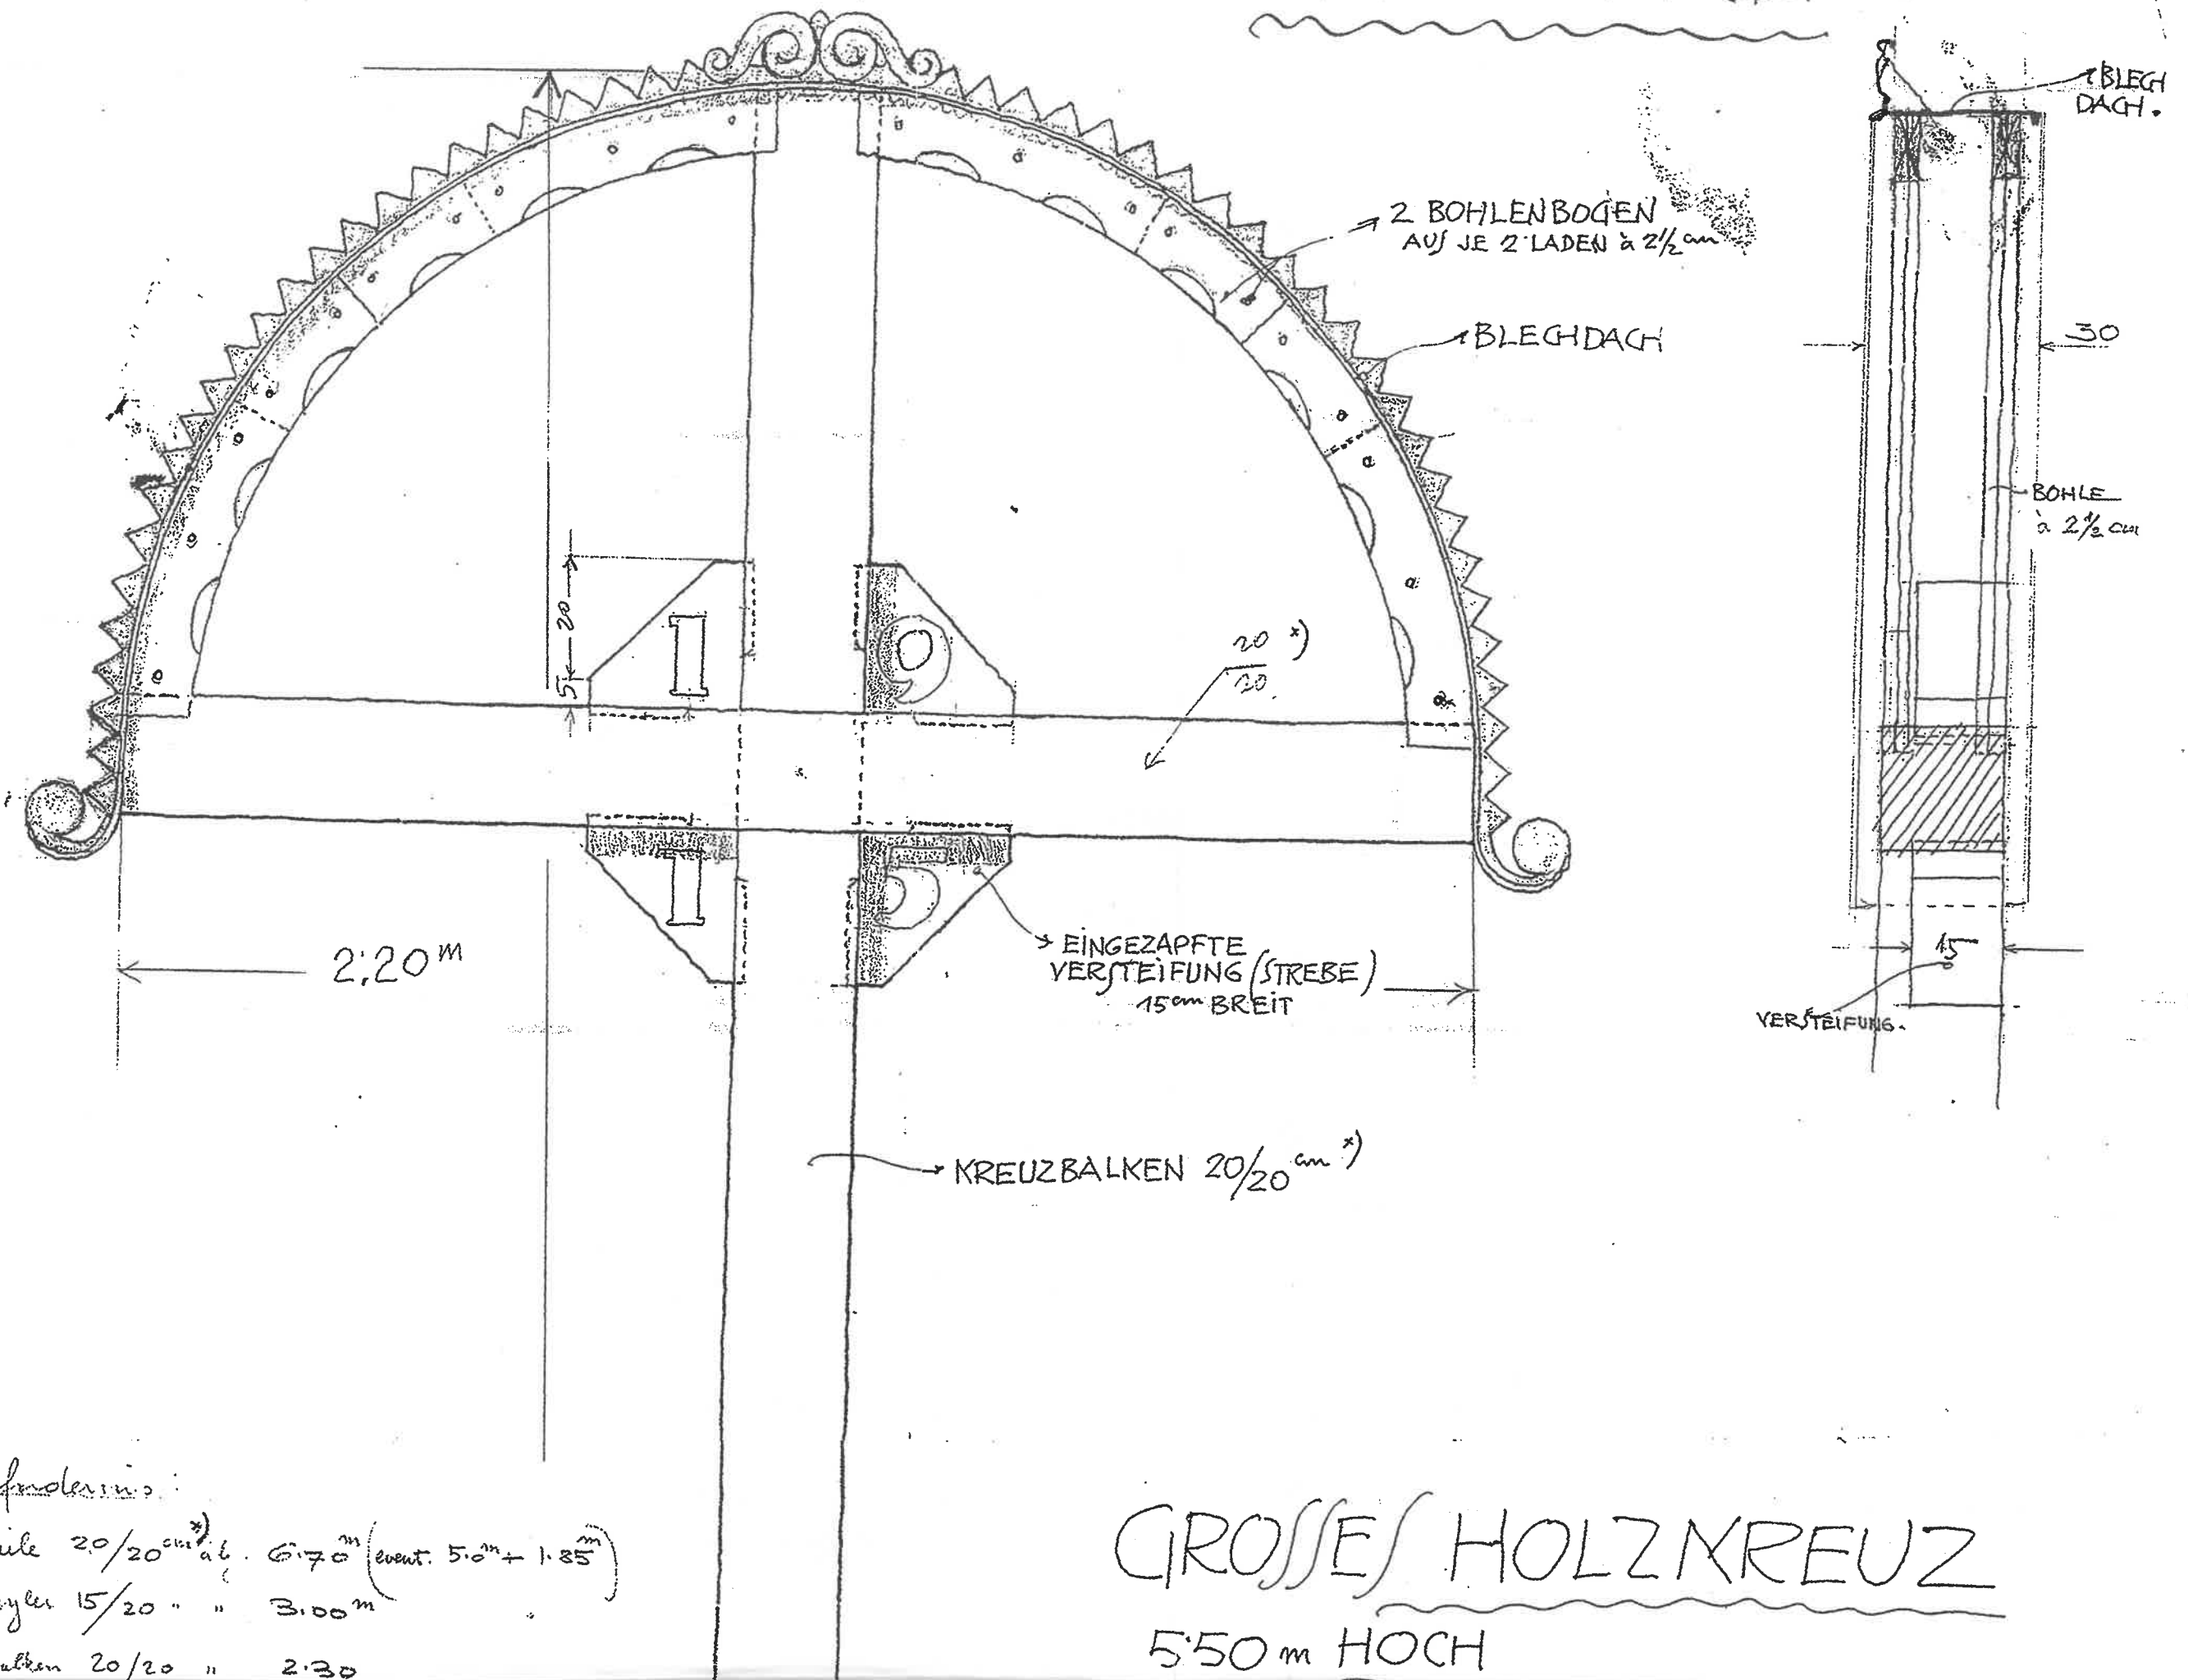 BLECH
DACH.
2 BOHLENBOGEN
AUS JE 2 LADEN à 2½ cm
BLECHDACH
30
BOHLE
à 2½ cm
20
5
I
9
20 x)
20
I
2
2.20 m
EINGEZAPFTE
VERSTEIFUNG (STREBE)
15 cm BREIT
15
VERSTEIFUNG.
KREUZBALKEN 20/20 cm x)
20/20 cm x) 6.70 m (event. 5.0 m + 1.85 m)
15/20 " " 3.00 m
20/20 " 2.30
GROSSES HOLZKREUZ
5.50 m HOCH